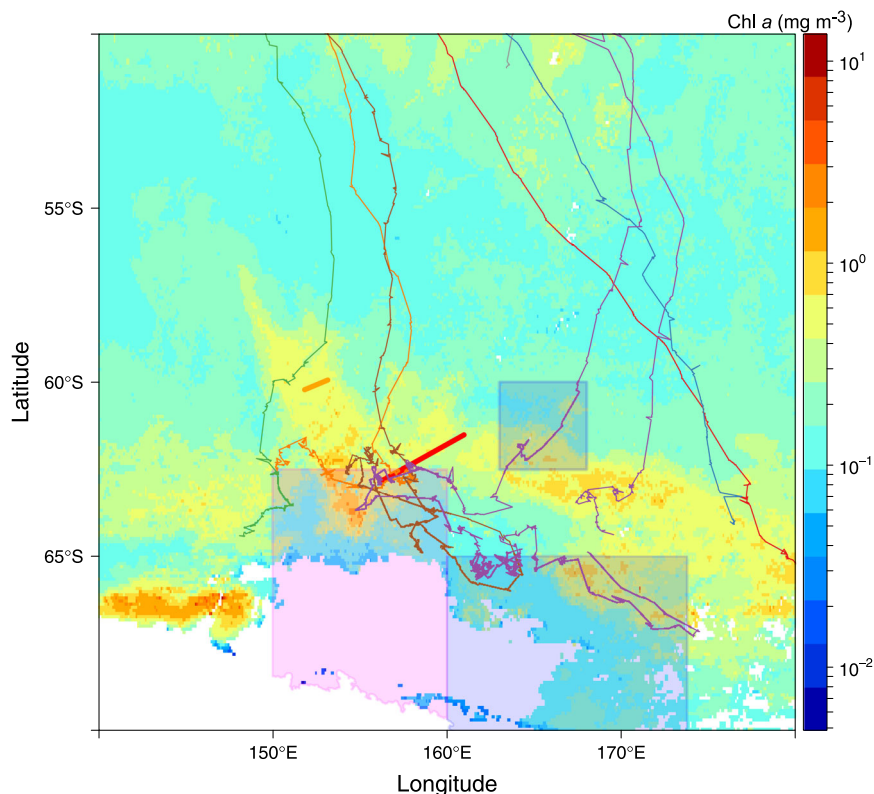 Chl a (mg m⁻³)
10¹
55°S
10⁰
Latitude
60°S
10⁻¹
65°S
10⁻²
150°E 160°E 170°E
Longitude